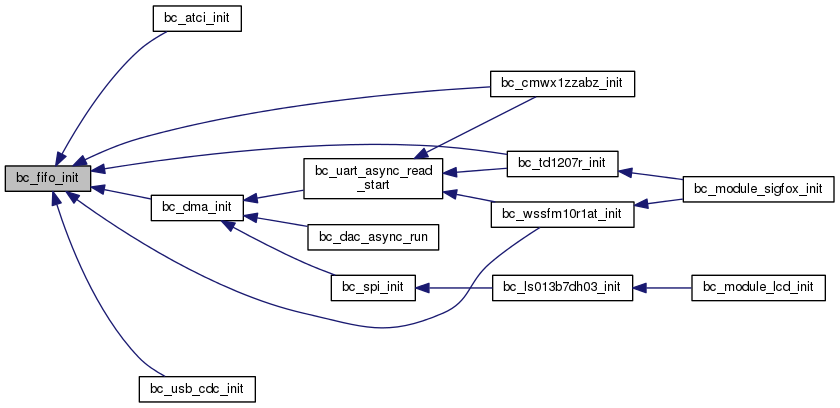 bc_atci_init
bc_cmwx1zzabz_init
bc_fifo_init
bc_uart_async_read
_start
bc_td1207r_init
bc_module_sigfox_init
bc_dma_init
bc_wssfm10r1at_init
bc_dac_async_run
bc_spi_init
bc_ls013b7dh03_init
bc_module_lcd_init
bc_usb_cdc_init